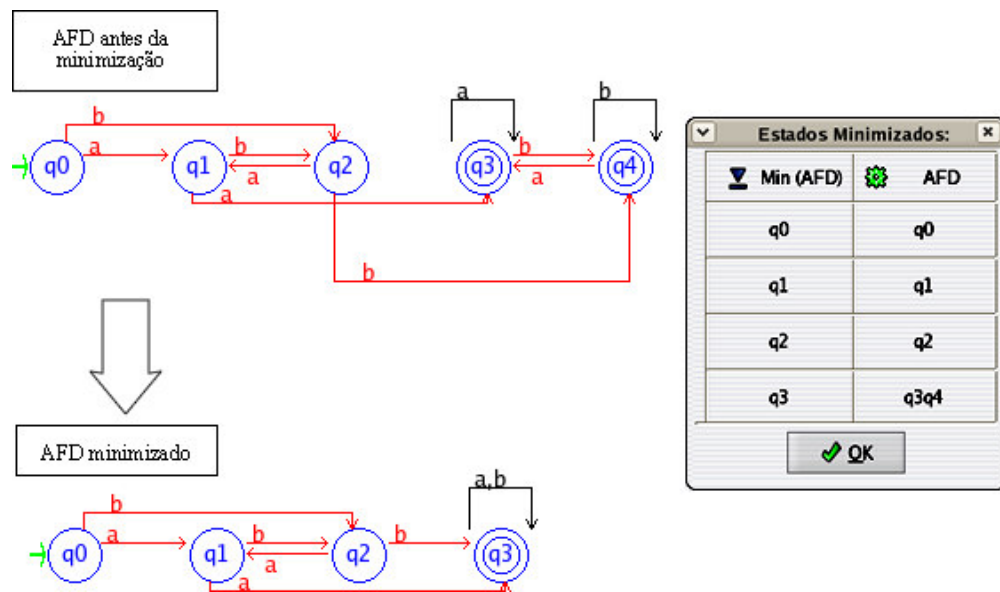 AFD antes da
minimização
b
a
b
a
a
b
a
b
b
a
q0
q1
q2
q3
q4
Estados Minimizados:
Min (AFD)
AFD
q0
q0
q1
q1
q2
q2
q3
q3q4
OK
AFD minimizado
b
a
b
a
b
a
a,b
q0
q1
q2
q3